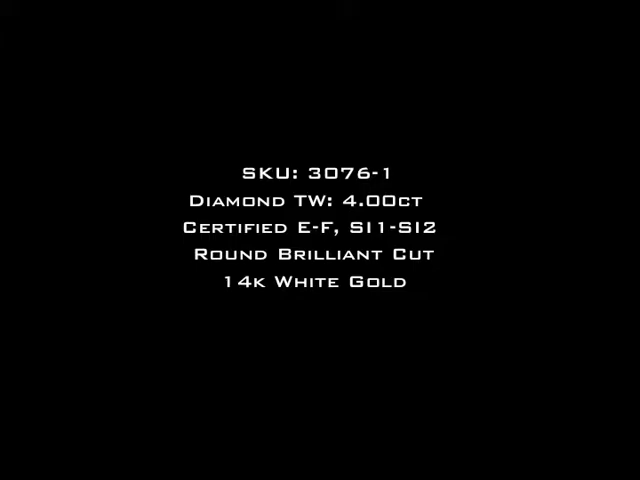 SKU: 3076-1
Diamond TW: 4.00ct
Certified E-F, SI1-SI2
Round Brilliant Cut
14k White Gold